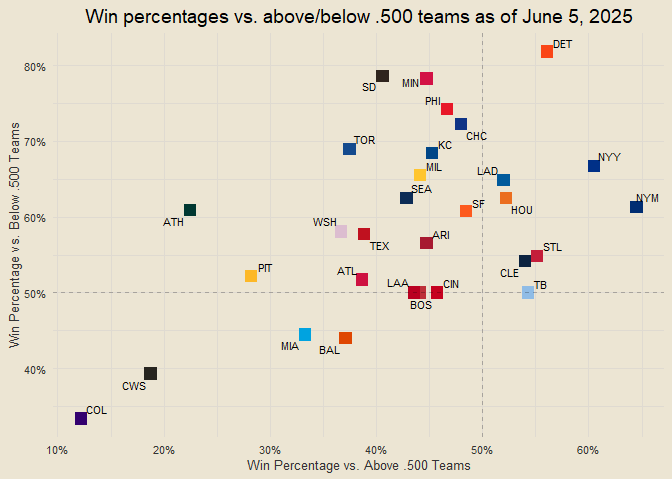 Win percentages vs. above/below .500 teams as of June 5, 2025
Win Percentage vs. Below .500 Teams
80%
70%
60%
50%
40%
DET
SD
MIN
PHI
CHC
TOR
KC
NYY
MIL
LAD
SEA
HOU
NYM
ATH
SF
WSH
TEX
ARI
STL
CLE
PIT
ATL
LAA
CIN
TB
BOS
MIA
BAL
CWS
COL
10%
20%
30%
40%
50%
60%
Win Percentage vs. Above .500 Teams